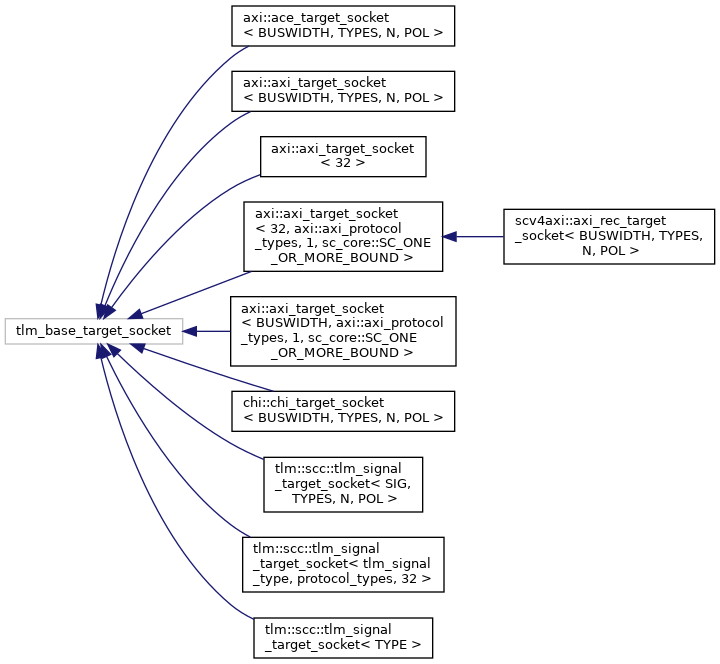 axi::ace_target_socket
< BUSWIDTH, TYPES, N, POL >
axi::axi_target_socket
< BUSWIDTH, TYPES, N, POL >
axi::axi_target_socket
< 32 >
axi::axi_target_socket
< 32, axi::axi_protocol
_types, 1, sc_core::SC_ONE
_OR_MORE_BOUND >
scv4axi::axi_rec_target
_socket< BUSWIDTH, TYPES,
N, POL >
tlm_base_target_socket
axi::axi_target_socket
< BUSWIDTH, axi::axi_protocol
_types, 1, sc_core::SC_ONE
_OR_MORE_BOUND >
chi::chi_target_socket
< BUSWIDTH, TYPES, N, POL >
tlm::scc::tlm_signal
_target_socket< SIG,
TYPES, N, POL >
tlm::scc::tlm_signal
_target_socket< tlm_signal
_type, protocol_types, 32 >
tlm::scc::tlm_signal
_target_socket< TYPE >